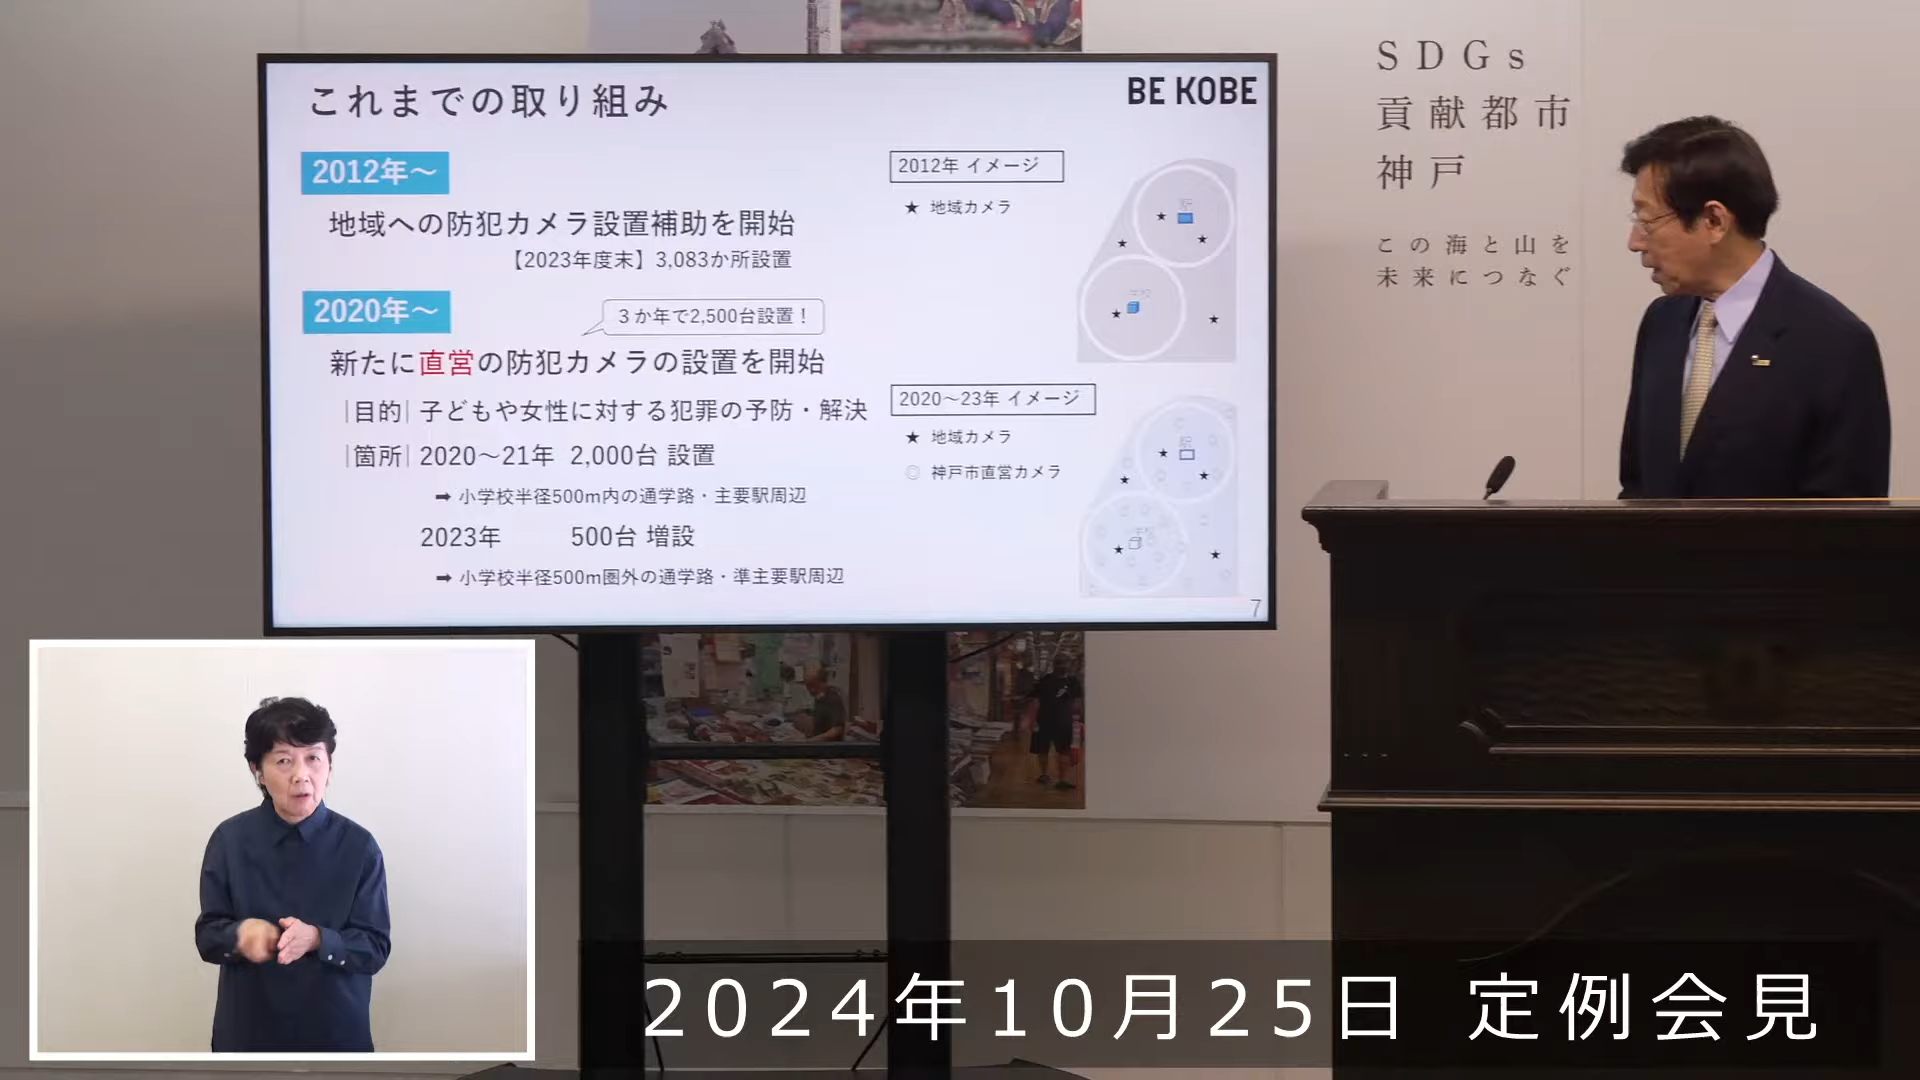 これまでの取り組み
BE KOBE
2012年～
地域への防犯カメラ設置補助を開始
【2023年度末】3,083か所設置
2020年～
3か年で2,500台設置！
新たに直営の防犯カメラの設置を開始
|目的| 子どもや女性に対する犯罪の予防・解決
|箇所| 2020～21年 2,000台 設置
➡ 小学校半径500m内の通学路・主要駅周辺
2023年 500台 増設
➡ 小学校半径500m圏外の通学路・準主要駅周辺
2012年 イメージ
★ 地域カメラ
駅
2020～23年 イメージ
★ 地域カメラ
◎ 神戸市直営カメラ
駅
7
SDGs
貢献都市
神戸
この海と山を
未来につなぐ
2024年10月25日 定例会見